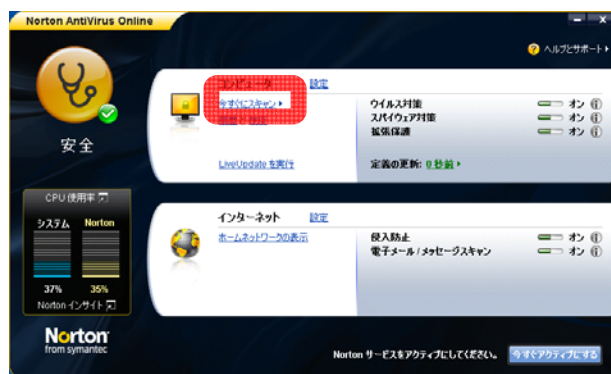 Norton AntiVirus Online
ヘルプとサポート
安全
コンピュータ 設定
今すぐにスキャン
LiveUpdate を実行
ウイルス対策 オン
スパイウェア対策 オン
拡張保護 オン
定義の更新: 0 秒前
CPU 使用率
システム Norton
37% 35%
Norton インサイト
インターネット 設定
ホームネットワークの表示
侵入防止 オン
電子メール/メッセージスキャン オン
Norton
from symantec
Norton サービスをアクティブにしてください。
今すぐアクティブにする